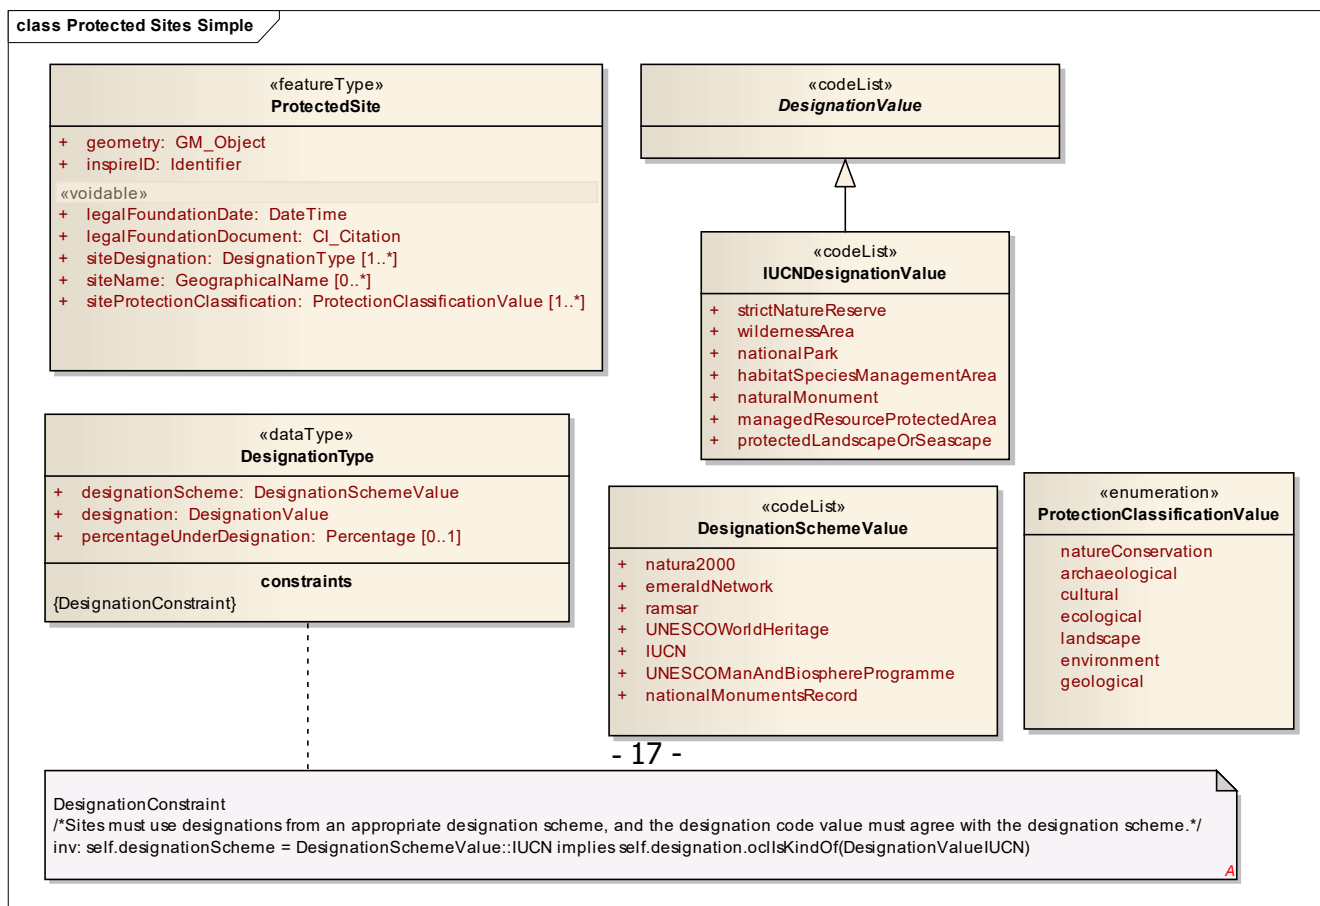 class Protected Sites Simple
«featureType»
ProtectedSite
+ geometry: GM_Object
+ inspireID: Identifier
«voidable»
+ legalFoundationDate: DateTime
+ legalFoundationDocument: CI_Citation
+ siteDesignation: DesignationType [1..*]
+ siteName: GeographicalName [0..*]
+ siteProtectionClassification: ProtectionClassificationValue [1..*]
«codeList»
DesignationValue
«codeList»
IUCNDesignationValue
+ strictNatureReserve
+ wildernessArea
+ nationalPark
+ habitatSpeciesManagementArea
+ naturalMonument
+ managedResourceProtectedArea
+ protectedLandscapeOrSeascape
«dataType»
DesignationType
+ designationScheme: DesignationSchemeValue
+ designation: DesignationValue
+ percentageUnderDesignation: Percentage [0..1]
constraints
{DesignationConstraint}
«codeList»
DesignationSchemeValue
+ natura2000
+ emeraldNetwork
+ ramsar
+ UNESCOWorldHeritage
+ IUCN
+ UNESCOManAndBiosphereProgramme
+ nationalMonumentsRecord
«enumeration»
ProtectionClassificationValue
natureConservation
archaeological
cultural
ecological
landscape
environment
geological
- 17 -
DesignationConstraint
/*Sites must use designations from an appropriate designation scheme, and the designation code value must agree with the designation scheme.*/
inv: self.designationScheme = DesignationSchemeValue::IUCN implies self.designation.oclIsKindOf(DesignationValueIUCN)
A